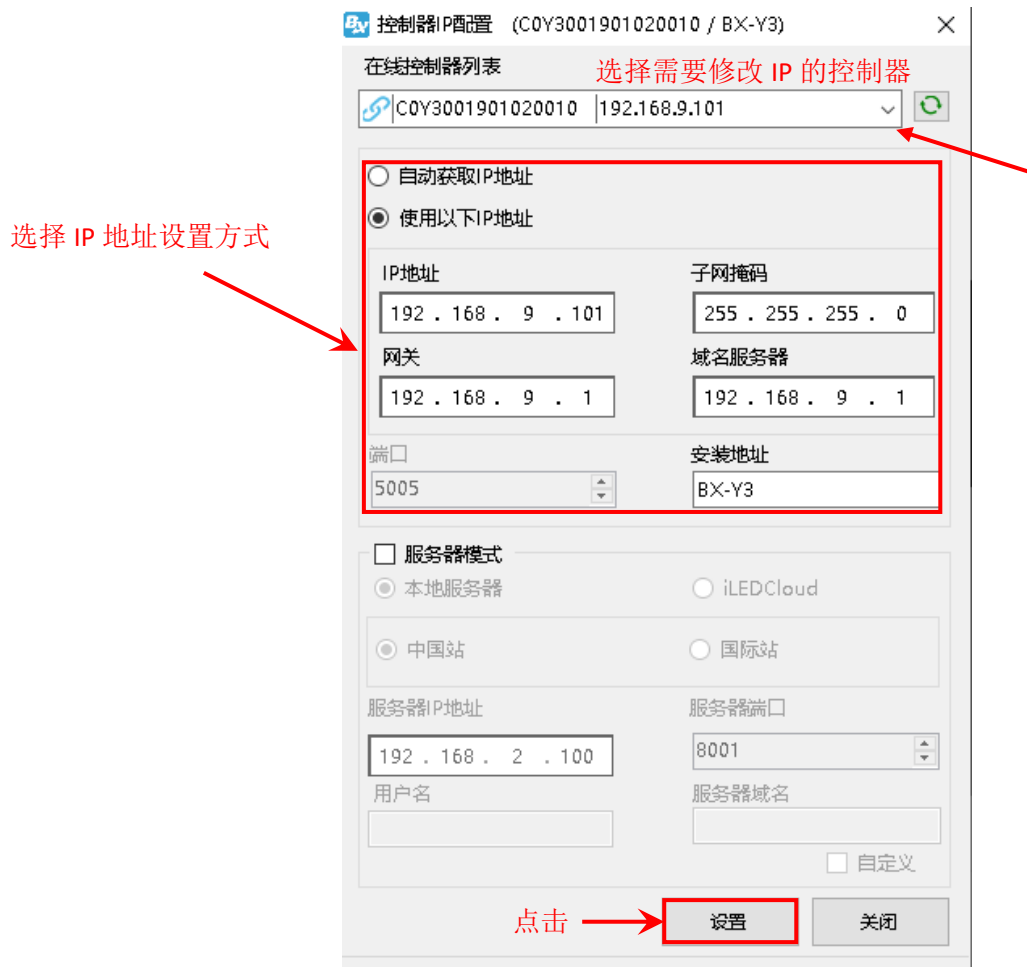 BX 控制器IP配置 (C0Y3001901020010 / BX-Y3)
在线控制器列表
选择需要修改 IP 的控制器
C0Y3001901020010 |192.168.9.101
自动获取IP地址
使用以下IP地址
选择 IP 地址设置方式
IP地址 子网掩码
192 . 168 . 9 . 101 255 . 255 . 255 . 0
网关 域名服务器
192 . 168 . 9 . 1 192 . 168 . 9 . 1
端口 安装地址
5005 BX-Y3
服务器模式
本地服务器 iLEDCloud
中国站 国际站
服务器IP地址 服务器端口
192 . 168 . 2 . 100 8001
用户名 服务器域名
自定义
点击 设置 关闭